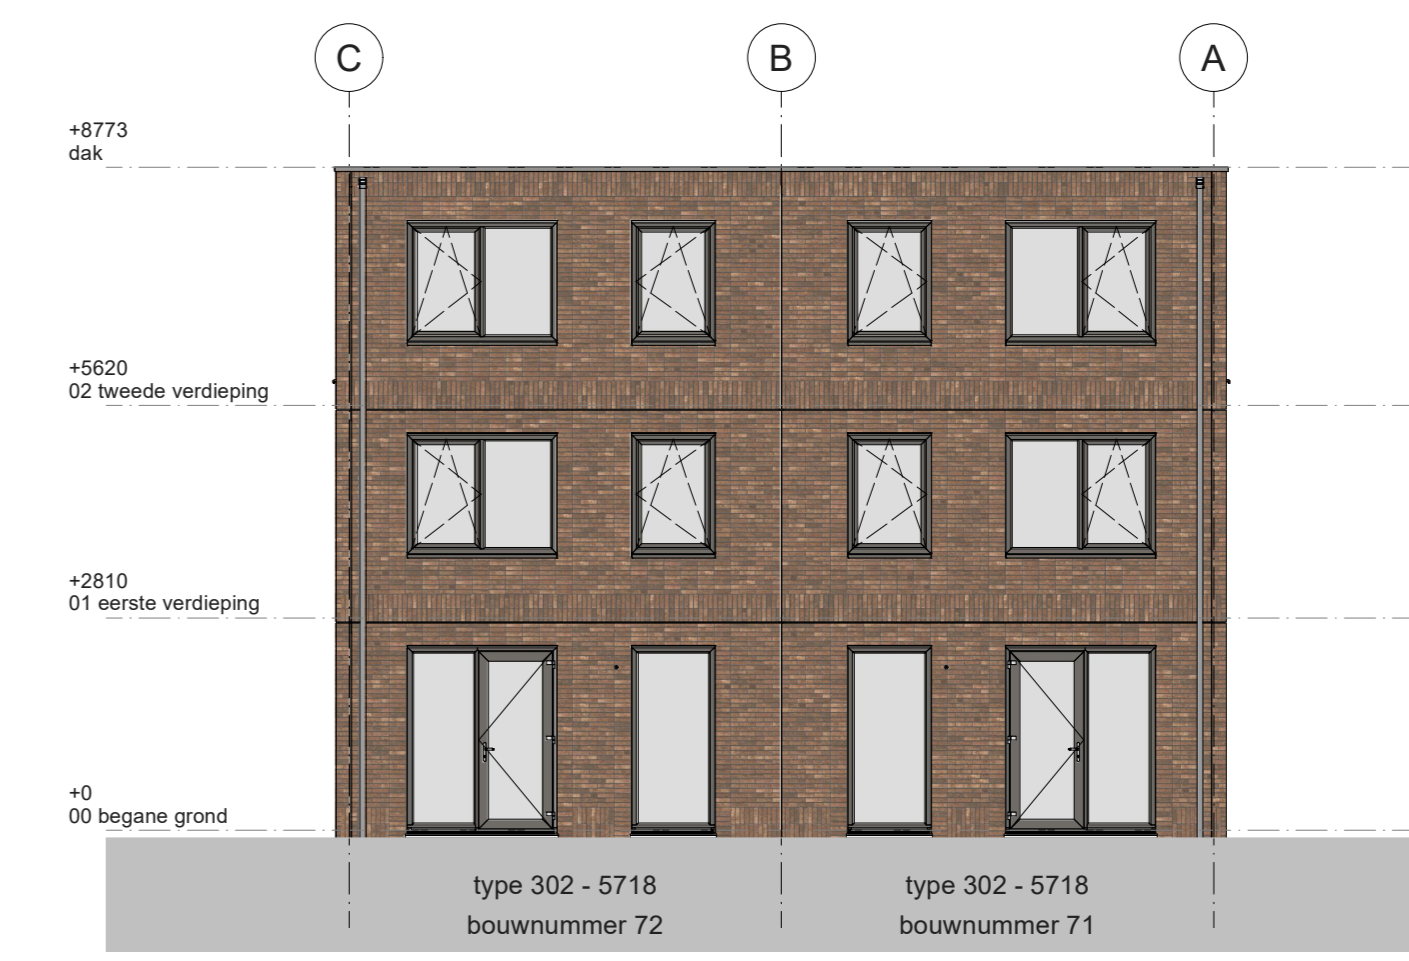 C
B
A
+8773
dak
+5620
02 tweede verdieping
+2810
01 eerste verdieping
+0
00 begane grond
type 302 - 5718
bouwnummer 72
type 302 - 5718
bouwnummer 71